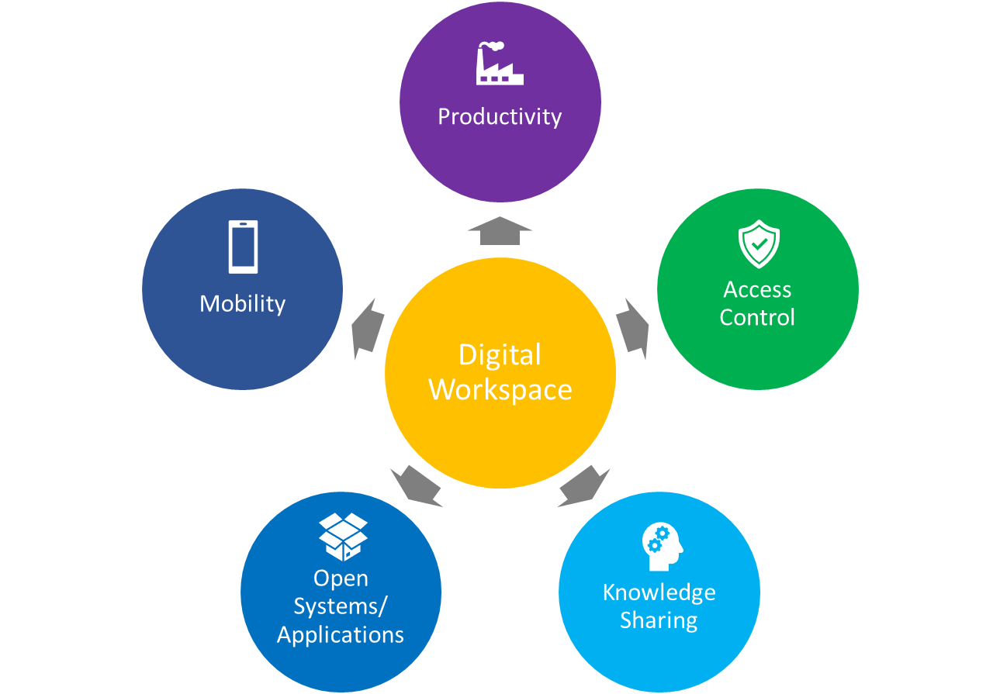 Productivity
Mobility
Access
Control
Digital
Workspace
Open
Systems/
Applications
Knowledge
Sharing